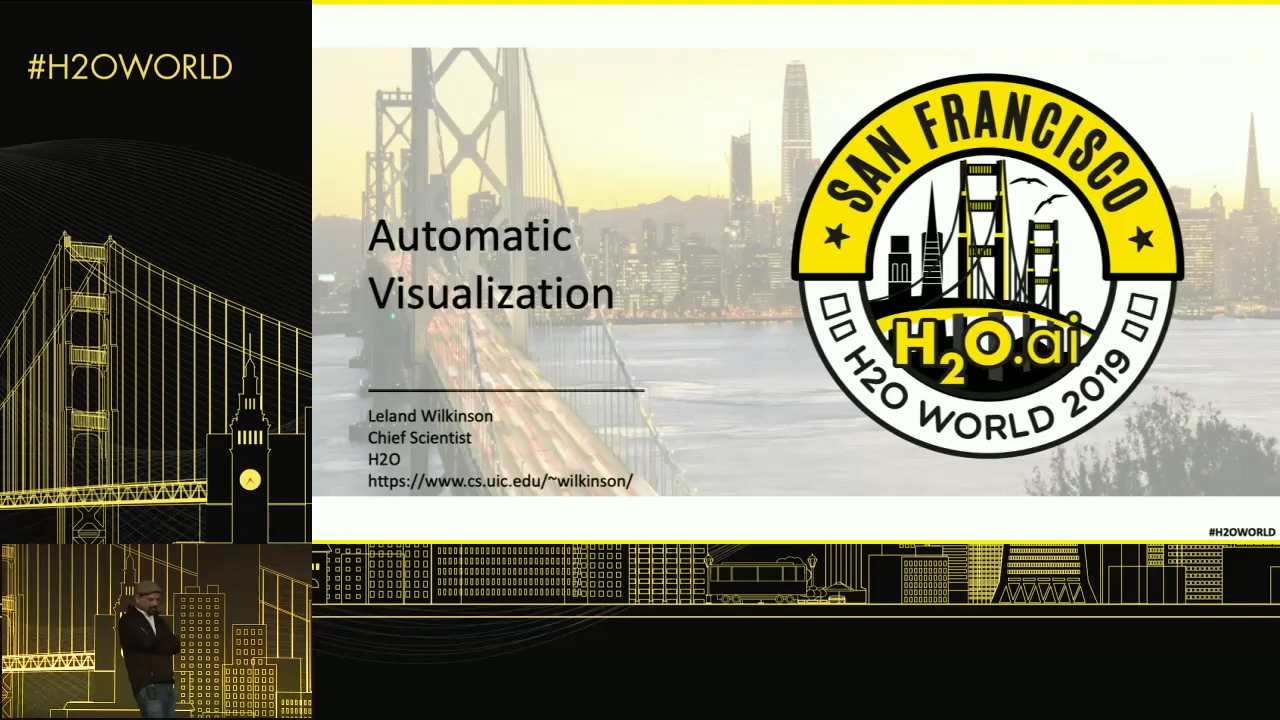 #H2OWORLD
SAN FRANCISCO
Automatic
Visualization
H2O.ai
H2O WORLD 2019
Leland Wilkinson
Chief Scientist
H2O
https://www.cs.uic.edu/~wilkinson/
#H2OWORLD